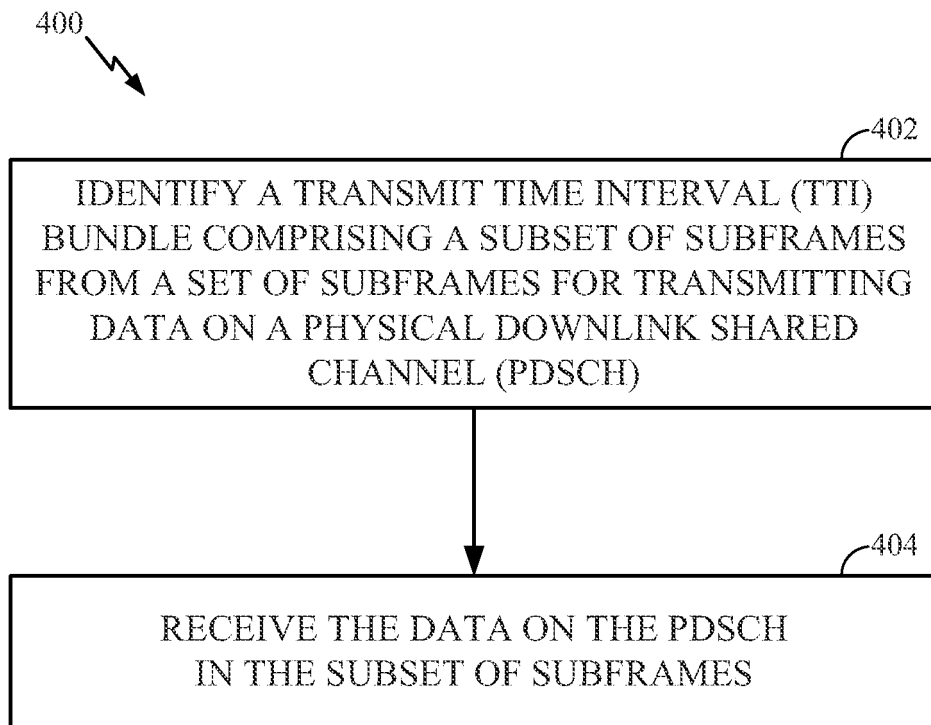 400
402
IDENTIFY A TRANSMIT TIME INTERVAL (TTI)
BUNDLE COMPRISING A SUBSET OF SUBFRAMES
FROM A SET OF SUBFRAMES FOR TRANSMITTING
DATA ON A PHYSICAL DOWNLINK SHARED
CHANNEL (PDSCH)
404
RECEIVE THE DATA ON THE PDSCH
IN THE SUBSET OF SUBFRAMES